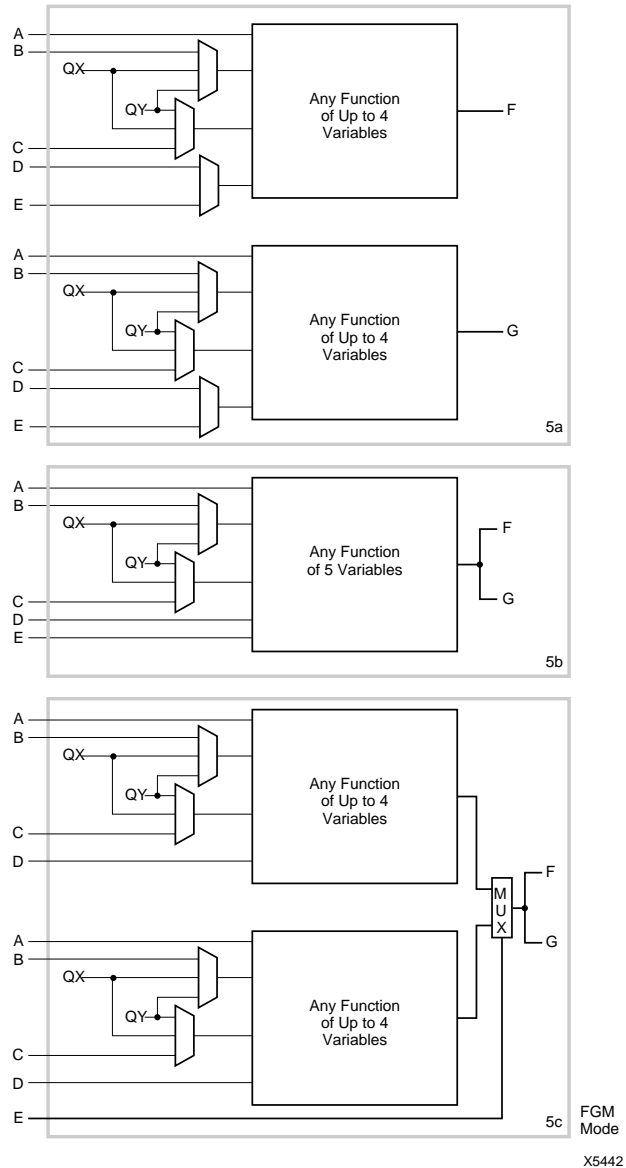 A
B
QX
QY
C
D
E
Any Function
of Up to 4
Variables
F
A
B
QX
QY
C
D
E
Any Function
of Up to 4
Variables
G
5a
A
B
QX
QY
C
D
E
Any Function
of 5 Variables
F
G
5b
A
B
QX
QY
C
D
Any Function
of Up to 4
Variables
A
B
QX
QY
C
D
E
Any Function
of Up to 4
Variables
MUX
F
G
5c
FGM
Mode
X5442